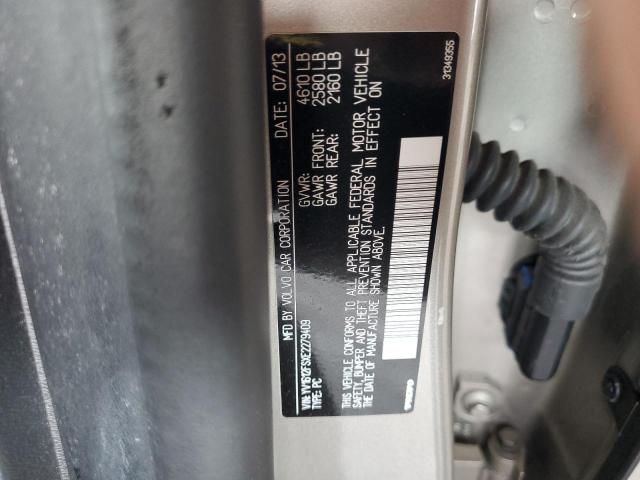 MFD BY VOLVO CAR CORPORATION DATE: 07/13
GVWR: 4610 LB
GAWR FRONT: 2580 LB
GAWR REAR: 2160 LB
VIN: YV1612FSXE2279409
TYPE: PC
THIS VEHICLE CONFORMS TO ALL APPLICABLE FEDERAL MOTOR VEHICLE
SAFETY, BUMPER AND THEFT PREVENTION STANDARDS IN EFFECT ON
THE DATE OF MANUFACTURE SHOWN ABOVE.
VOLVO
31349355